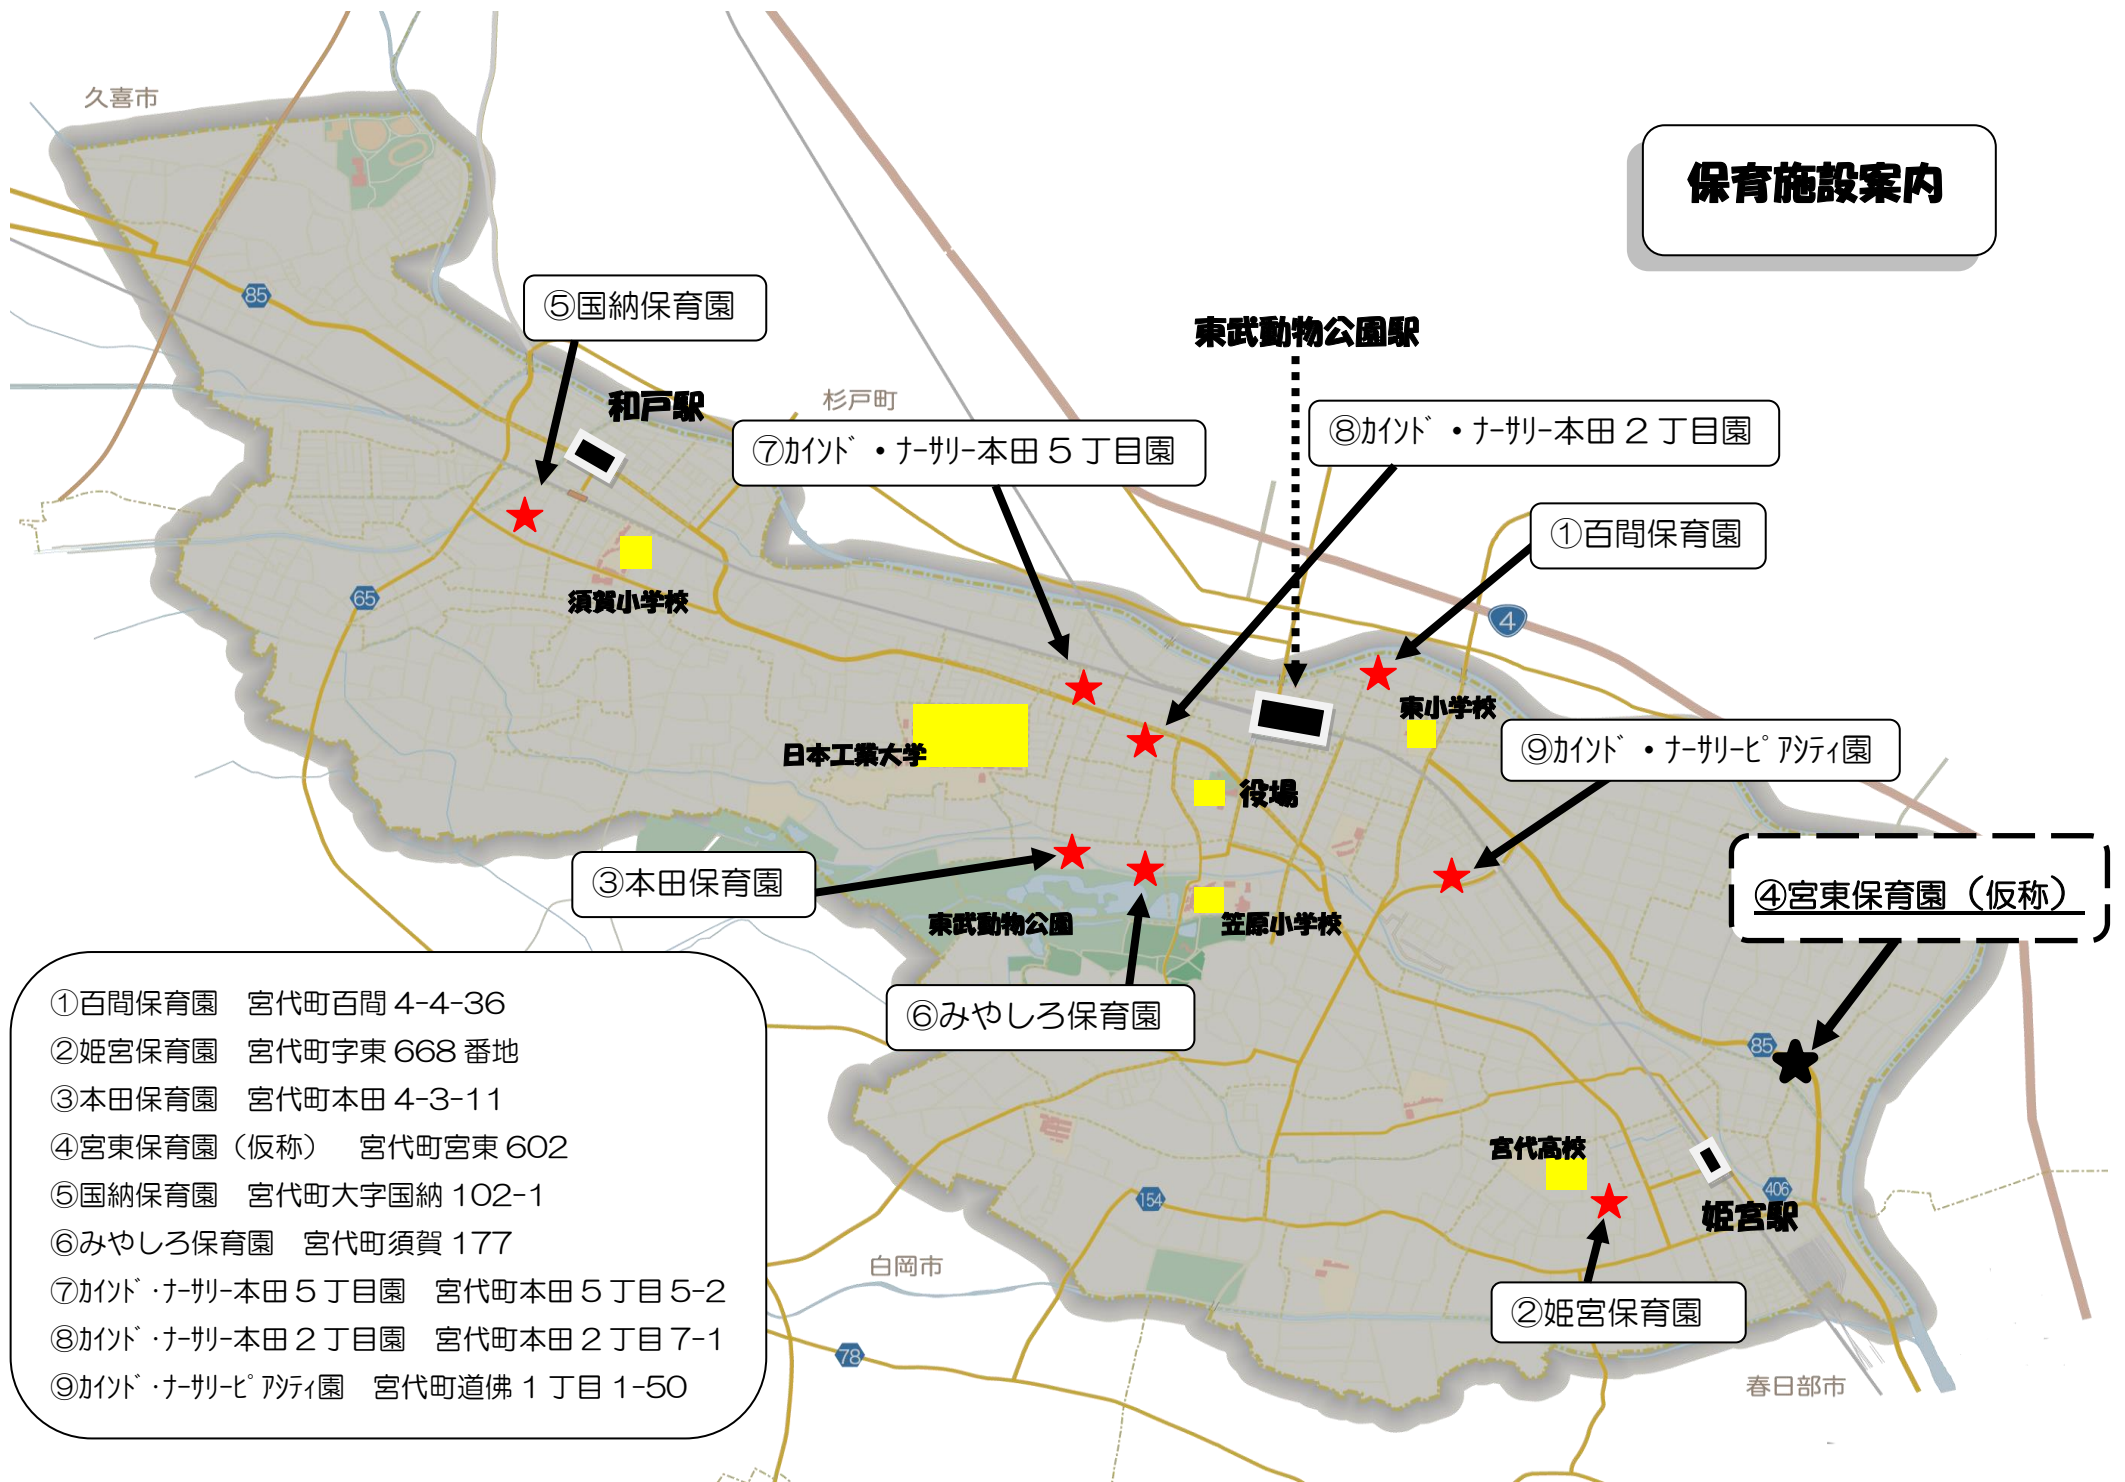 保育施設案内
久喜市
85
⑤国納保育園
東武動物公園駅
和戸駅
杉戸町
⑦ｶｲﾝﾄﾞ・ﾅｰｻﾘｰ本田５丁目園
⑧ｶｲﾝﾄﾞ・ﾅｰｻﾘｰ本田２丁目園
①百間保育園
65
須賀小学校
4
東小学校
日本工業大学
⑨ｶｲﾝﾄﾞ・ﾅｰｻﾘｰﾋﾟｱｼﾃｨ園
役場
③本田保育園
④宮東保育園（仮称）
東武動物公園
笠原小学校
⑥みやしろ保育園
85
宮代高校
154
406
姫宮駅
白岡市
②姫宮保育園
78
春日部市
①百間保育園　宮代町百間 4-4-36
②姫宮保育園　宮代町字東 668 番地
③本田保育園　宮代町本田 4-3-11
④宮東保育園（仮称）　宮代町宮東 602
⑤国納保育園　宮代町大字国納 102-1
⑥みやしろ保育園　宮代町須賀 177
⑦ｶｲﾝﾄﾞ・ﾅｰｻﾘｰ本田５丁目園　宮代町本田５丁目 5-2
⑧ｶｲﾝﾄﾞ・ﾅｰｻﾘｰ本田２丁目園　宮代町本田２丁目 7-1
⑨ｶｲﾝﾄﾞ・ﾅｰｻﾘｰﾋﾟｱｼﾃｨ園　宮代町道佛１丁目 1-50